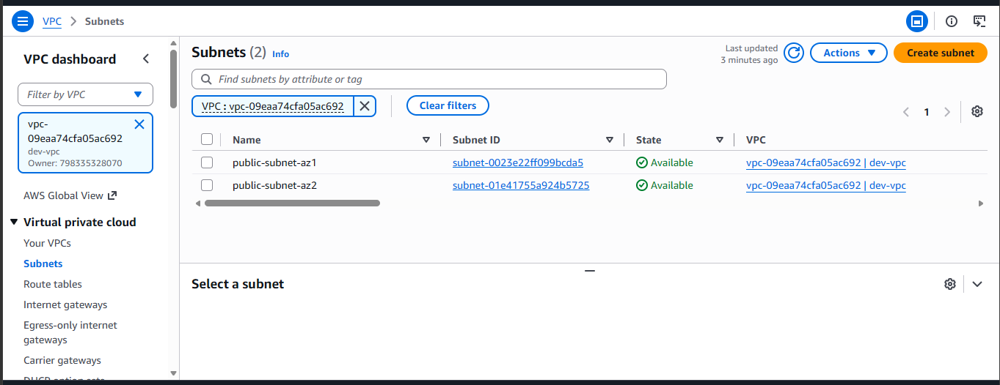 VPC > Subnets
VPC dashboard
Filter by VPC
vpc-
09eaa74cfa05ac692
dev-vpc
Owner: 798335328070
AWS Global View
Virtual private cloud
Your VPCs
Subnets
Route tables
Internet gateways
Egress-only internet
gateways
Carrier gateways
DHCP option sets
Subnets (2) Info
Last updated
3 minutes ago
Actions
Create subnet
Find subnets by attribute or tag
VPC : vpc-09eaa74cfa05ac692
Clear filters
1
Name Subnet ID State VPC
public-subnet-az1 subnet-0023e22ff099bcda5 Available vpc-09eaa74cfa05ac692 | dev-vpc
public-subnet-az2 subnet-01e41755a924b5725 Available vpc-09eaa74cfa05ac692 | dev-vpc
Select a subnet